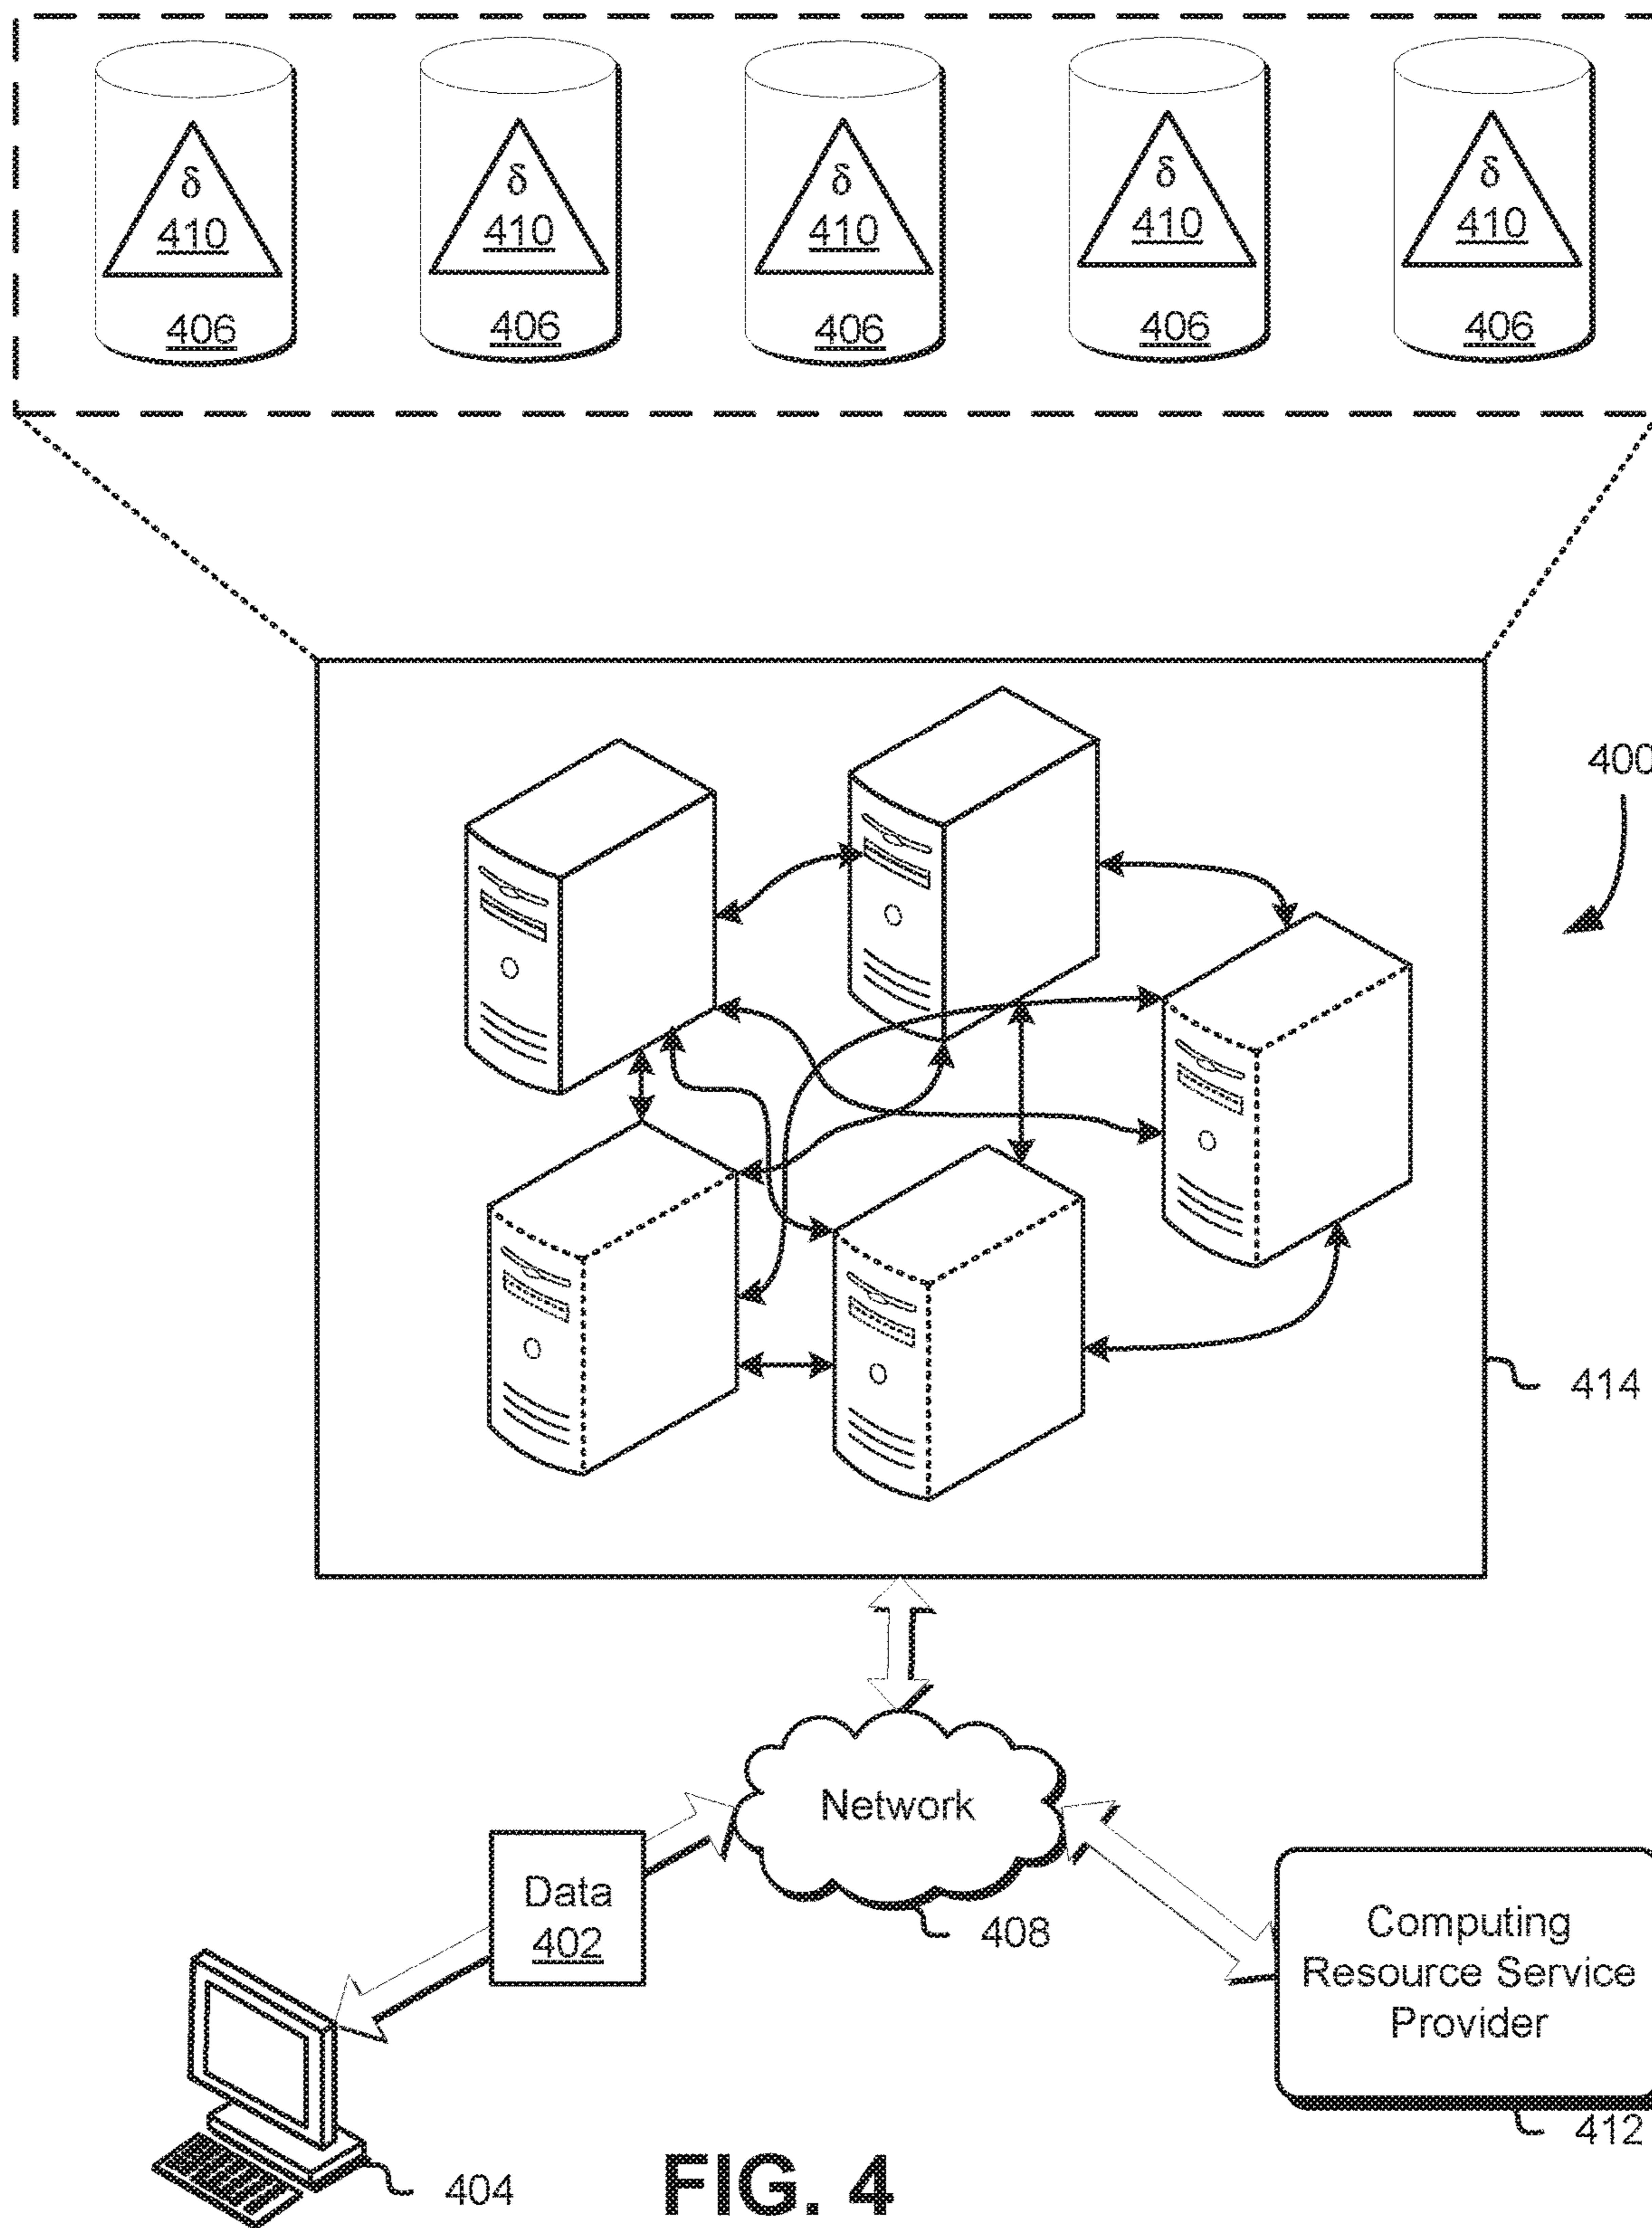 δ δ δ δ δ
410 410 410 410 410
406 406 406 406 406
400
414
Network
408
Data
402
Computing
Resource Service
Provider
412
404
FIG. 4